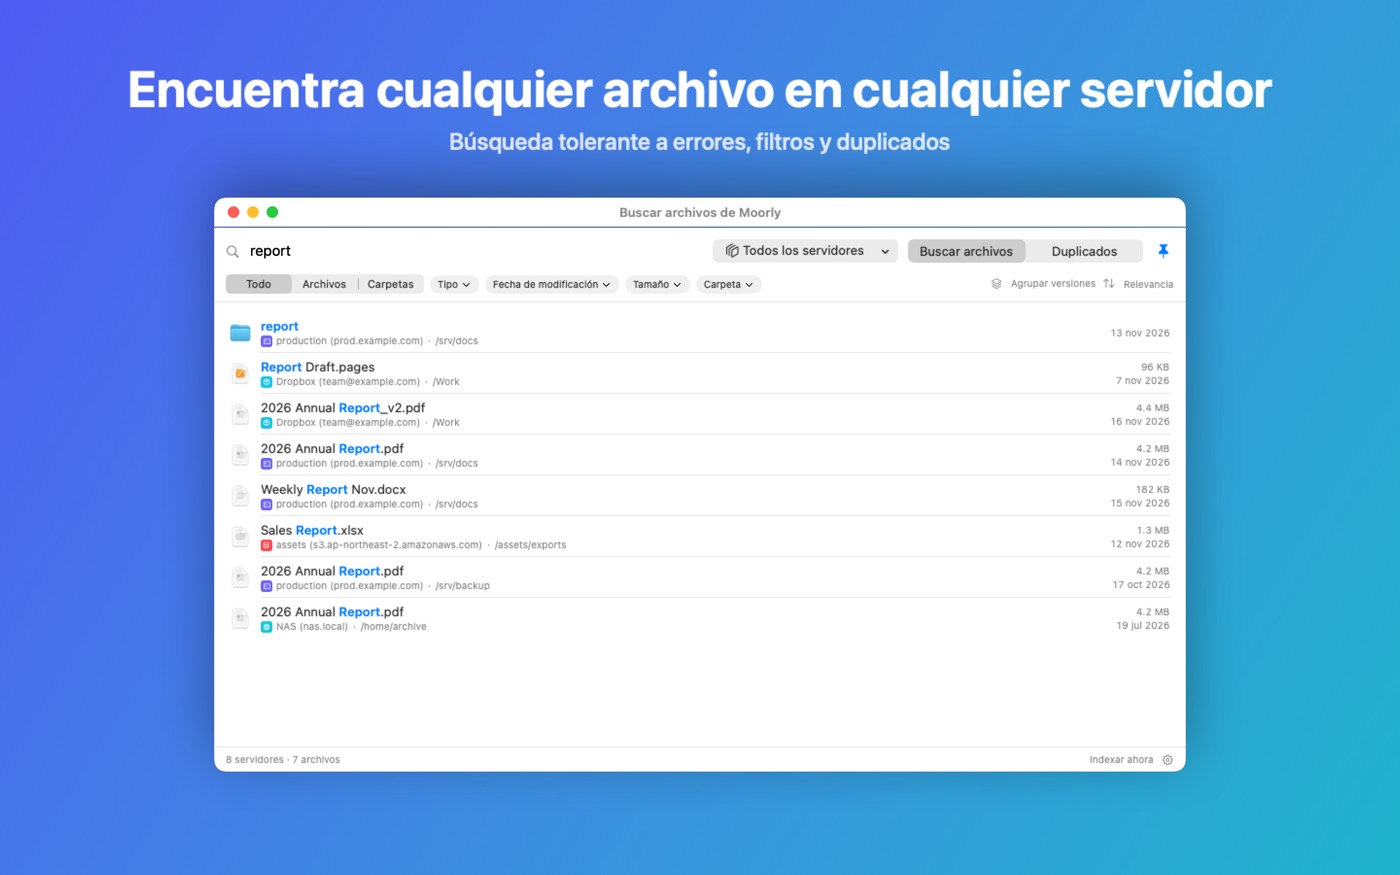 Encuentra cualquier archivo en cualquier servidor
Búsqueda tolerante a errores, filtros y duplicados
Buscar archivos de Moorly
report
Todos los servidores
Buscar archivos
Duplicados
Todo
Archivos
Carpetas
Tipo
Fecha de modificación
Tamaño
Carpeta
Agrupar versiones
Relevancia
report
production (prod.example.com) · /srv/docs
13 nov 2026
Report Draft.pages
96 KB
Dropbox (team@example.com) · /Work
7 nov 2026
2026 Annual Report_v2.pdf
4.4 MB
Dropbox (team@example.com) · /Work
16 nov 2026
2026 Annual Report.pdf
4.2 MB
production (prod.example.com) · /srv/docs
14 nov 2026
Weekly Report Nov.docx
182 KB
production (prod.example.com) · /srv/docs
15 nov 2026
Sales Report.xlsx
1.3 MB
assets (s3.ap-northeast-2.amazonaws.com) · /assets/exports
12 nov 2026
2026 Annual Report.pdf
4.2 MB
production (prod.example.com) · /srv/backup
17 oct 2026
2026 Annual Report.pdf
4.2 MB
NAS (nas.local) · /home/archive
19 jul 2026
8 servidores · 7 archivos
Indexar ahora